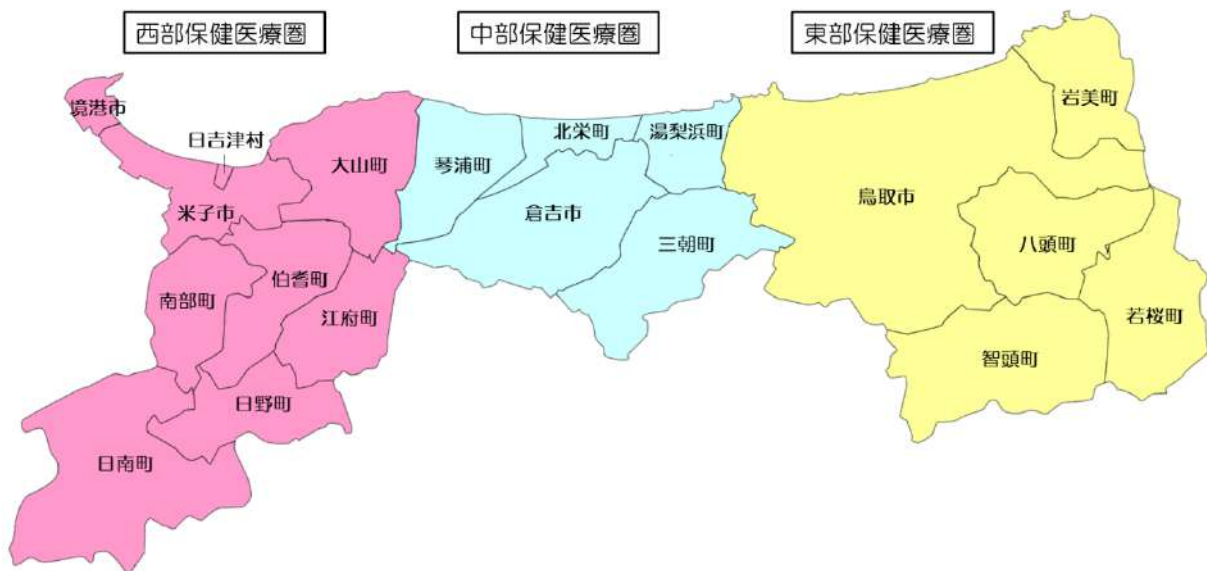 西部保健医療圏
中部保健医療圏
東部保健医療圏
境港市
日吉津村
大山町
米子市
伯耆町
南部町
江府町
日野町
日南町
琴浦町
北栄町
湯梨浜町
倉吉市
三朝町
岩美町
鳥取市
八頭町
若桜町
智頭町